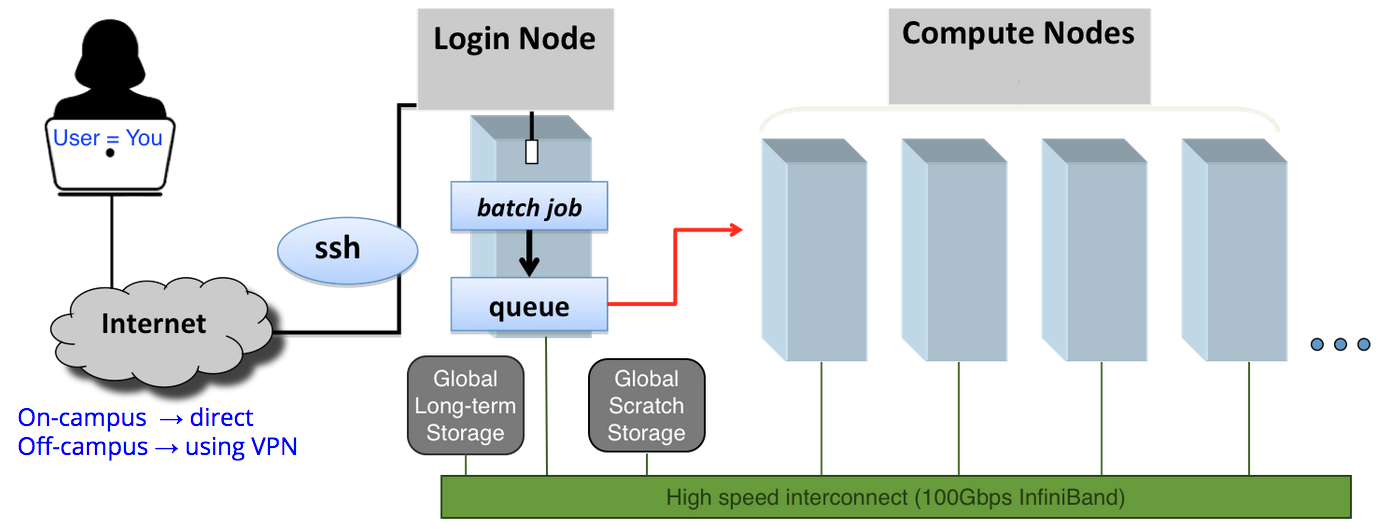 Login Node
Compute Nodes
User = You
batch job
ssh
queue
Internet
Global
Long-term
Storage
Global
Scratch
Storage
On-campus → direct
Off-campus → using VPN
High speed interconnect (100Gbps InfiniBand)